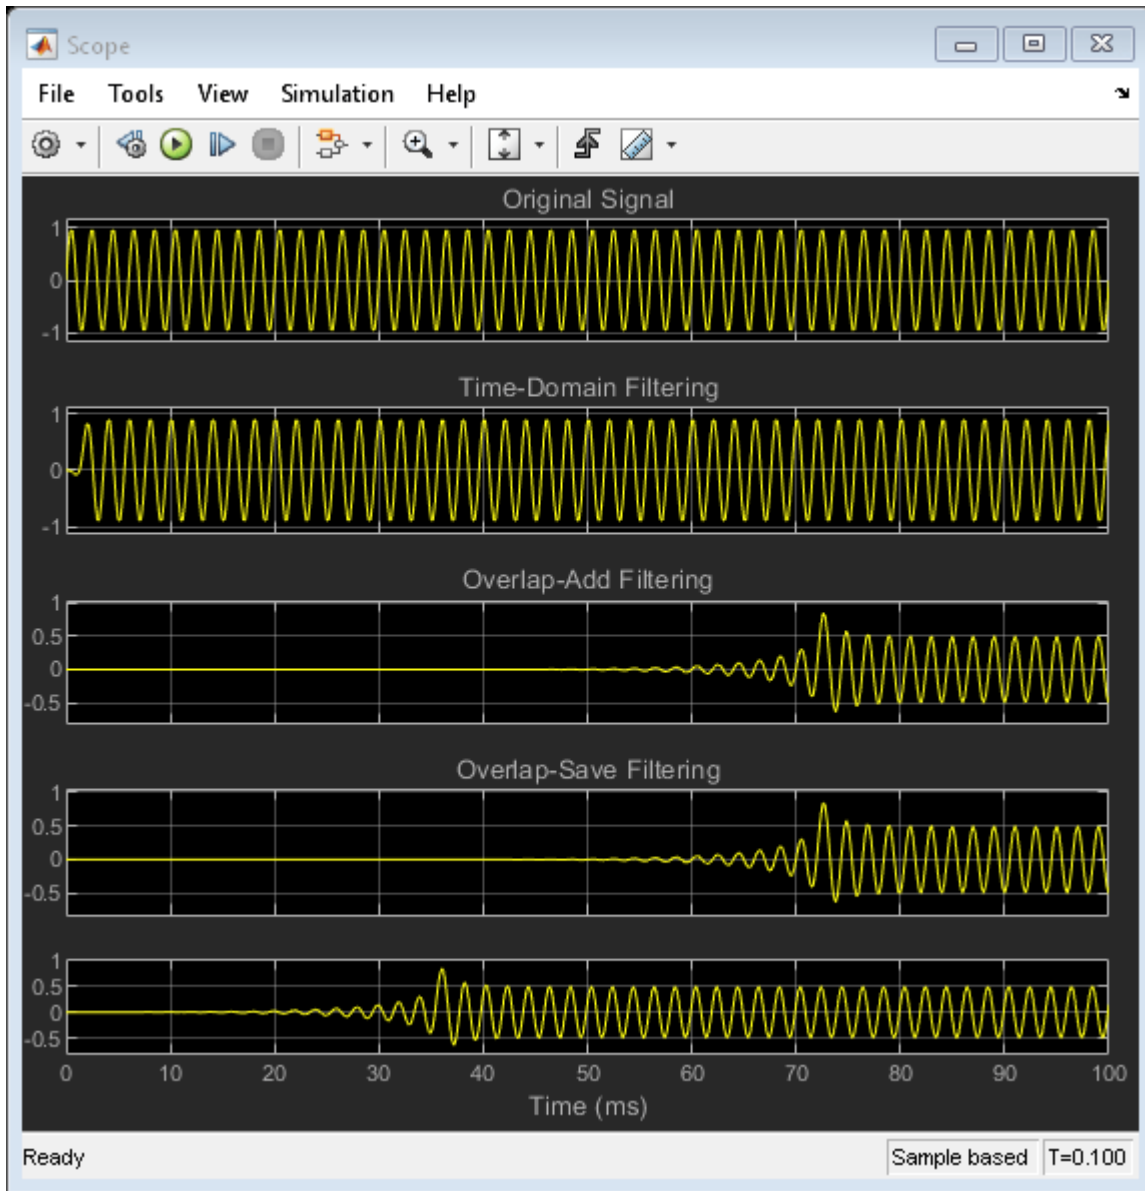 Scope
File Tools View Simulation Help
Original Signal
1
0
-1
Time-Domain Filtering
1
0
-1
Overlap-Add Filtering
1
0.5
0
-0.5
Overlap-Save Filtering
1
0.5
0
-0.5
1
0.5
0
-0.5
0 10 20 30 40 50 60 70 80 90 100
Time (ms)
Ready Sample based T=0.100